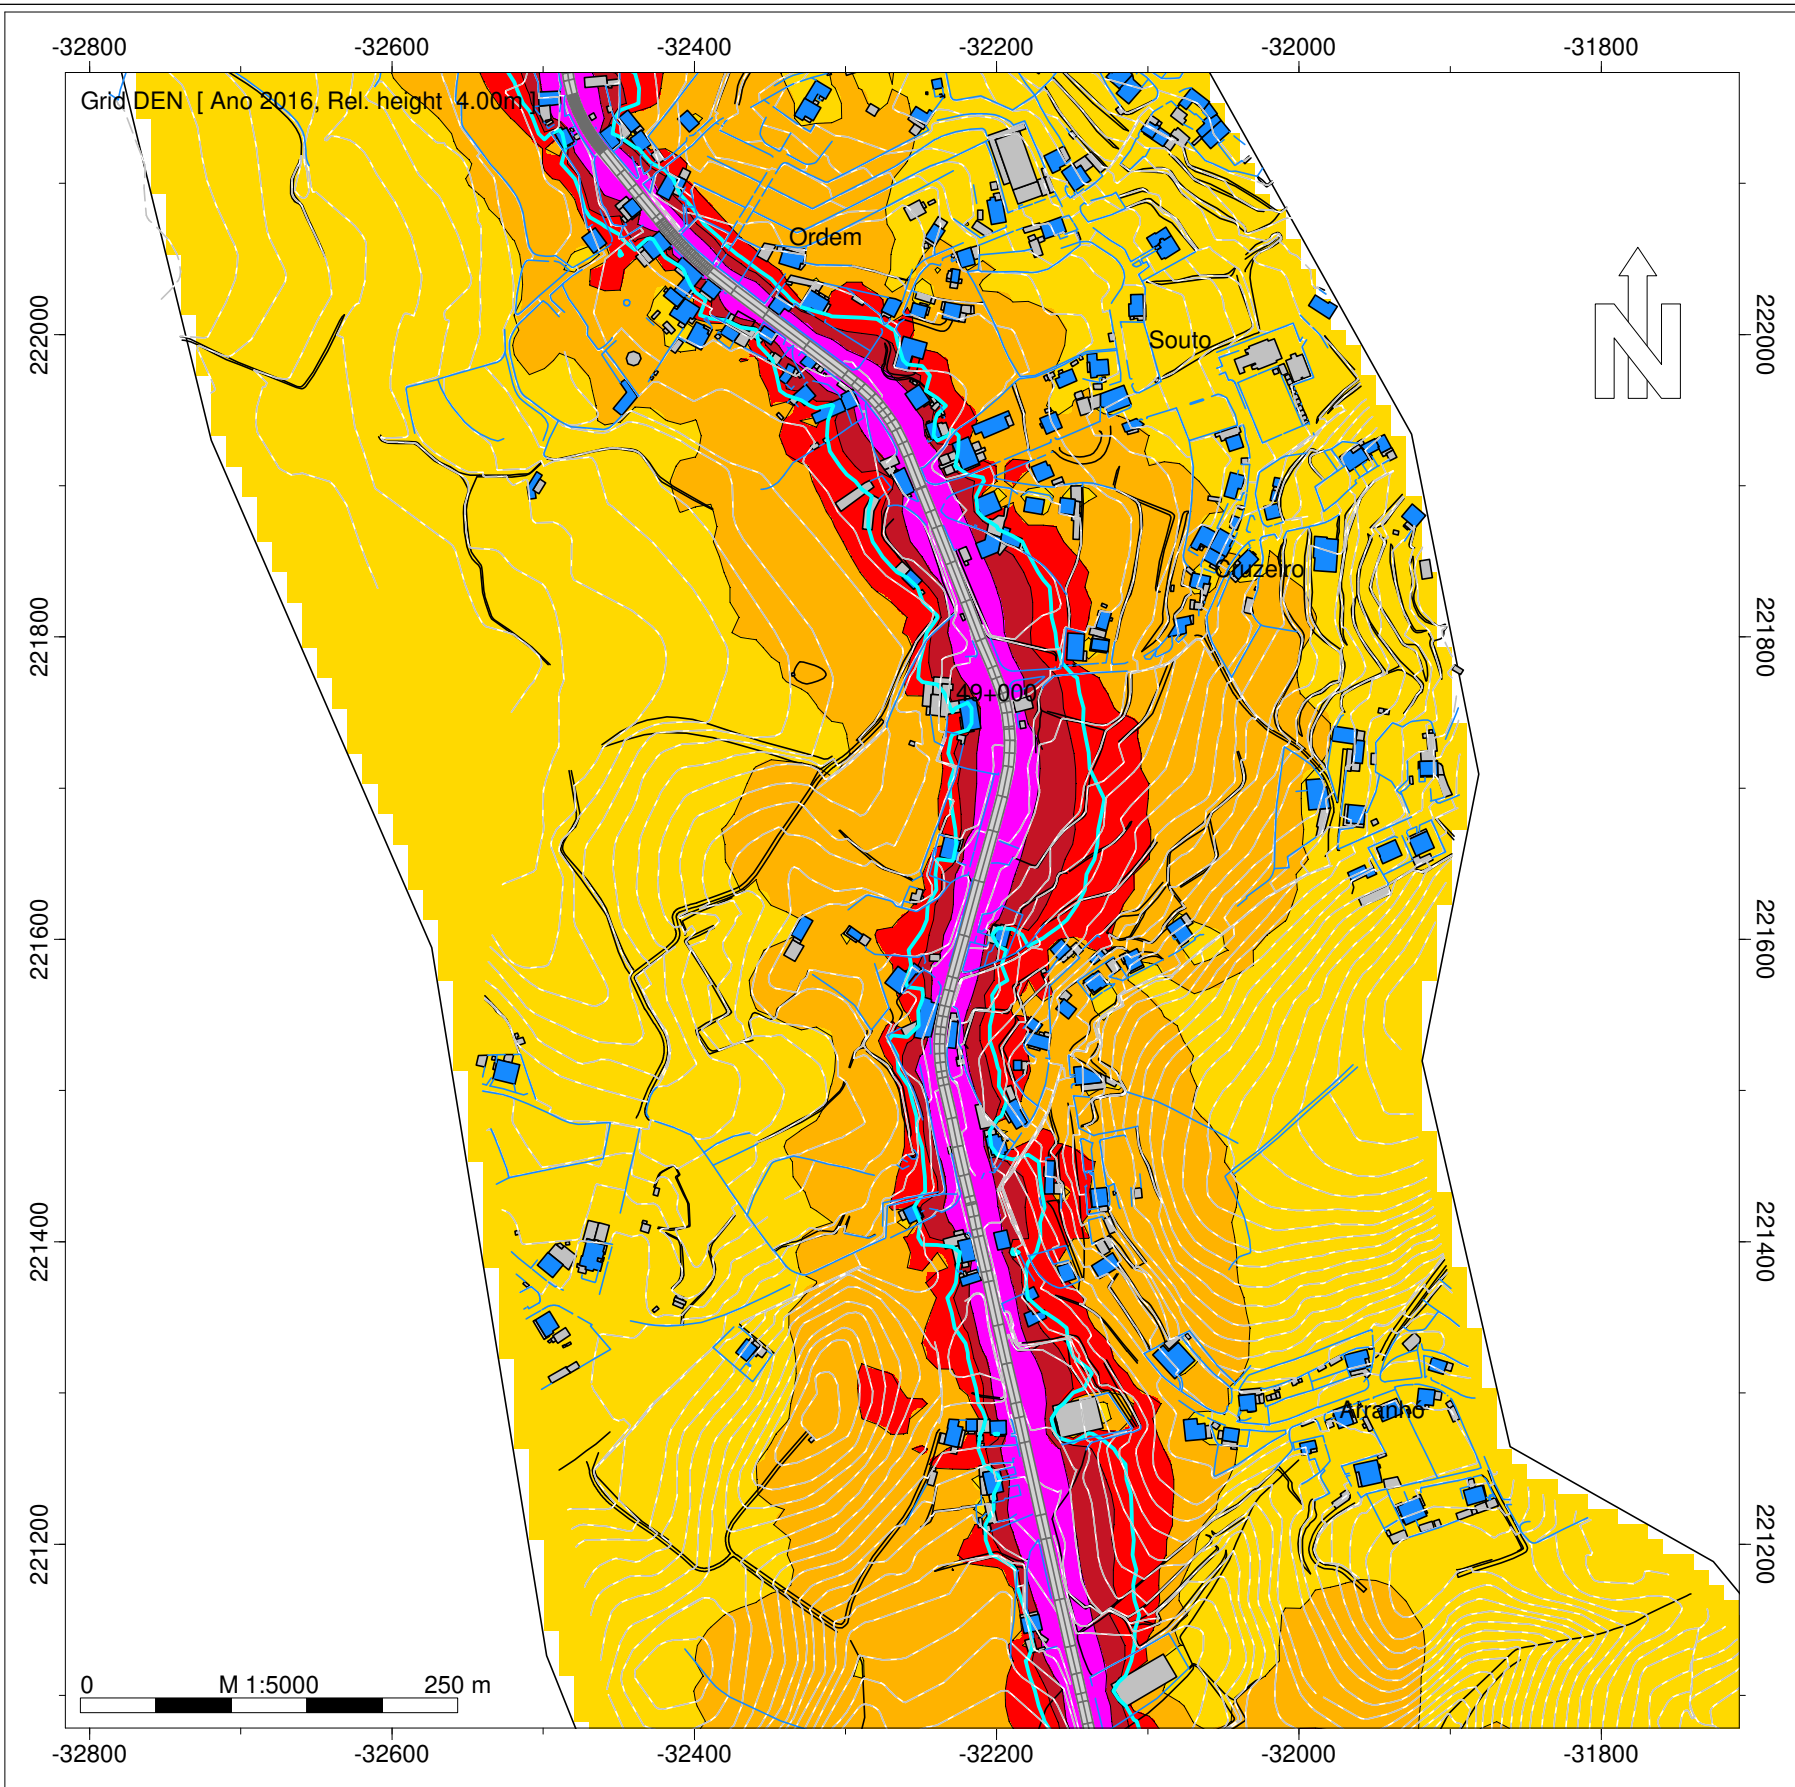 -32800 -32600 -32400 -32200 -32000 -31800
Grid DEN [ Ano 2016, Rel. height 4.00m ]
Ordem
N
222000 Souto 222000
Cruzeiro
221800 221800
49+000
221600 221600
221400 221400
Arranhó
221200 221200
0 M 1:5000 250 m
-32800 -32600 -32400 -32200 -32000 -31800